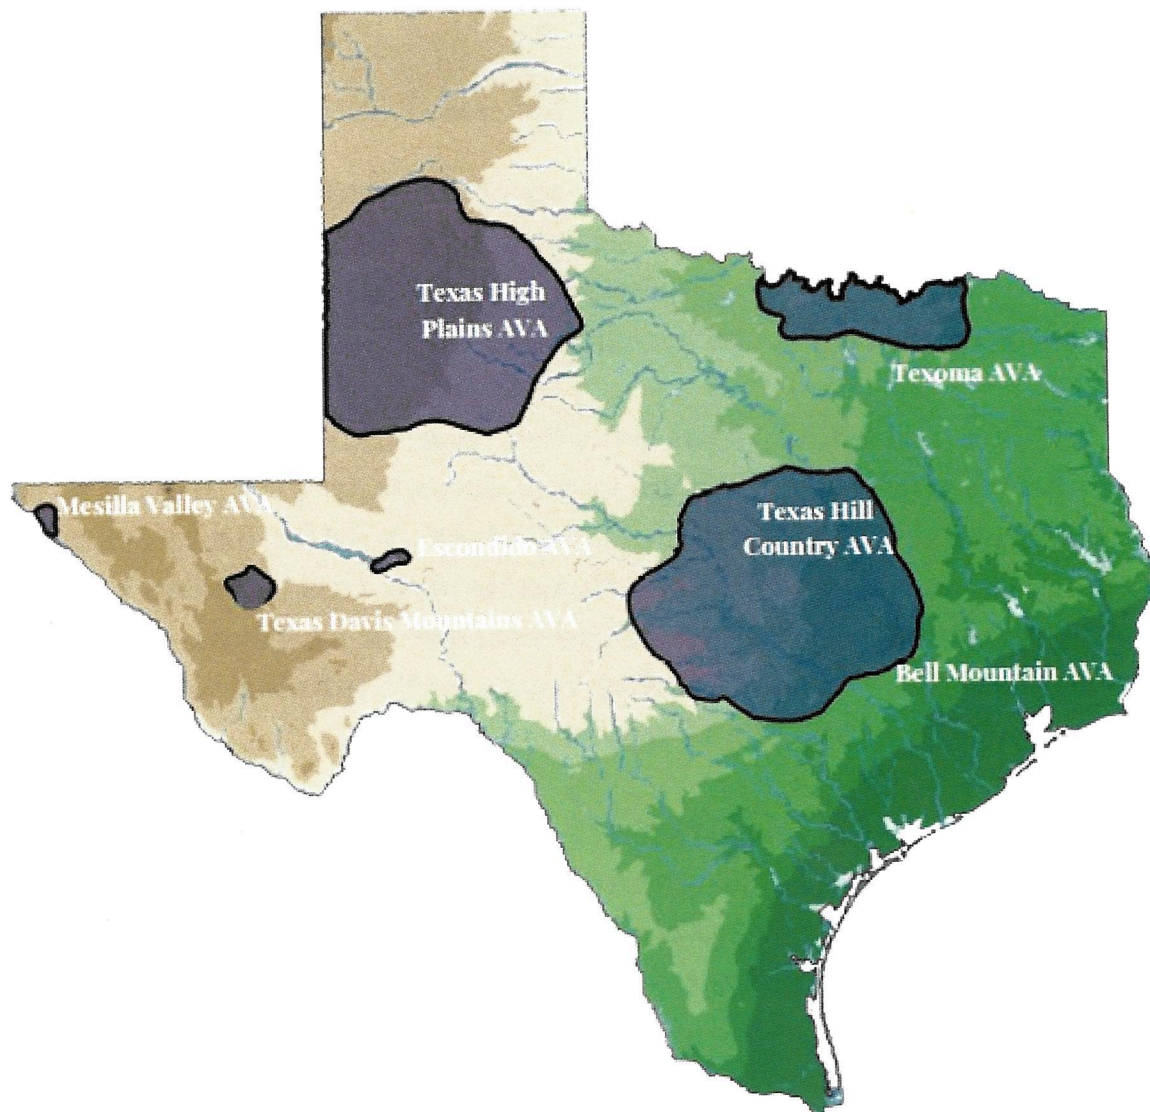 Texas High
Plains AVA
Texoma AVA
Mesilla Valley AVA
Texas Hill
Country AVA
Escondido AVA
Texas Davis Mountains AVA
Bell Mountain AVA